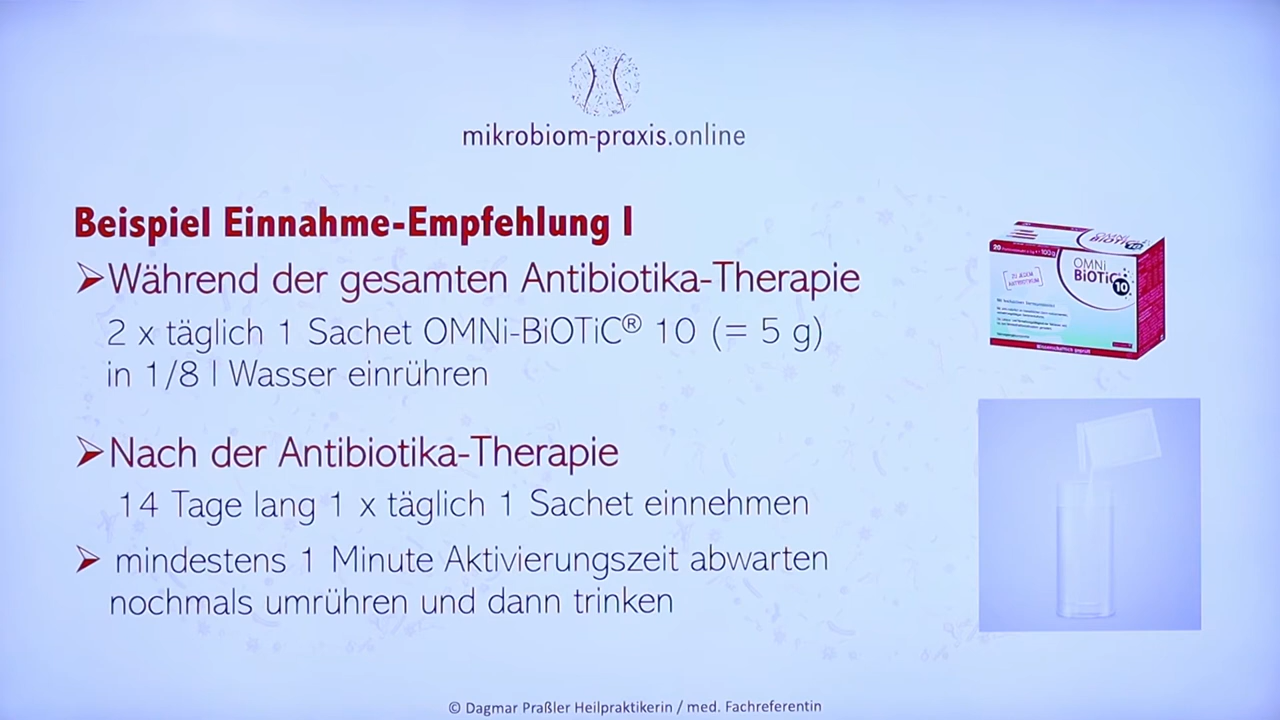 mikrobiom-praxis.online
Beispiel Einnahme-Empfehlung I
➢Während der gesamten Antibiotika-Therapie
2 x täglich 1 Sachet OMNi-BiOTiC® 10 (= 5 g)
in 1/8 l Wasser einrühren
➢Nach der Antibiotika-Therapie
14 Tage lang 1 x täglich 1 Sachet einnehmen
➢ mindestens 1 Minute Aktivierungszeit abwarten
nochmals umrühren und dann trinken
OMNi
BiOTiC
10
© Dagmar Praßler Heilpraktikerin / med. Fachreferentin